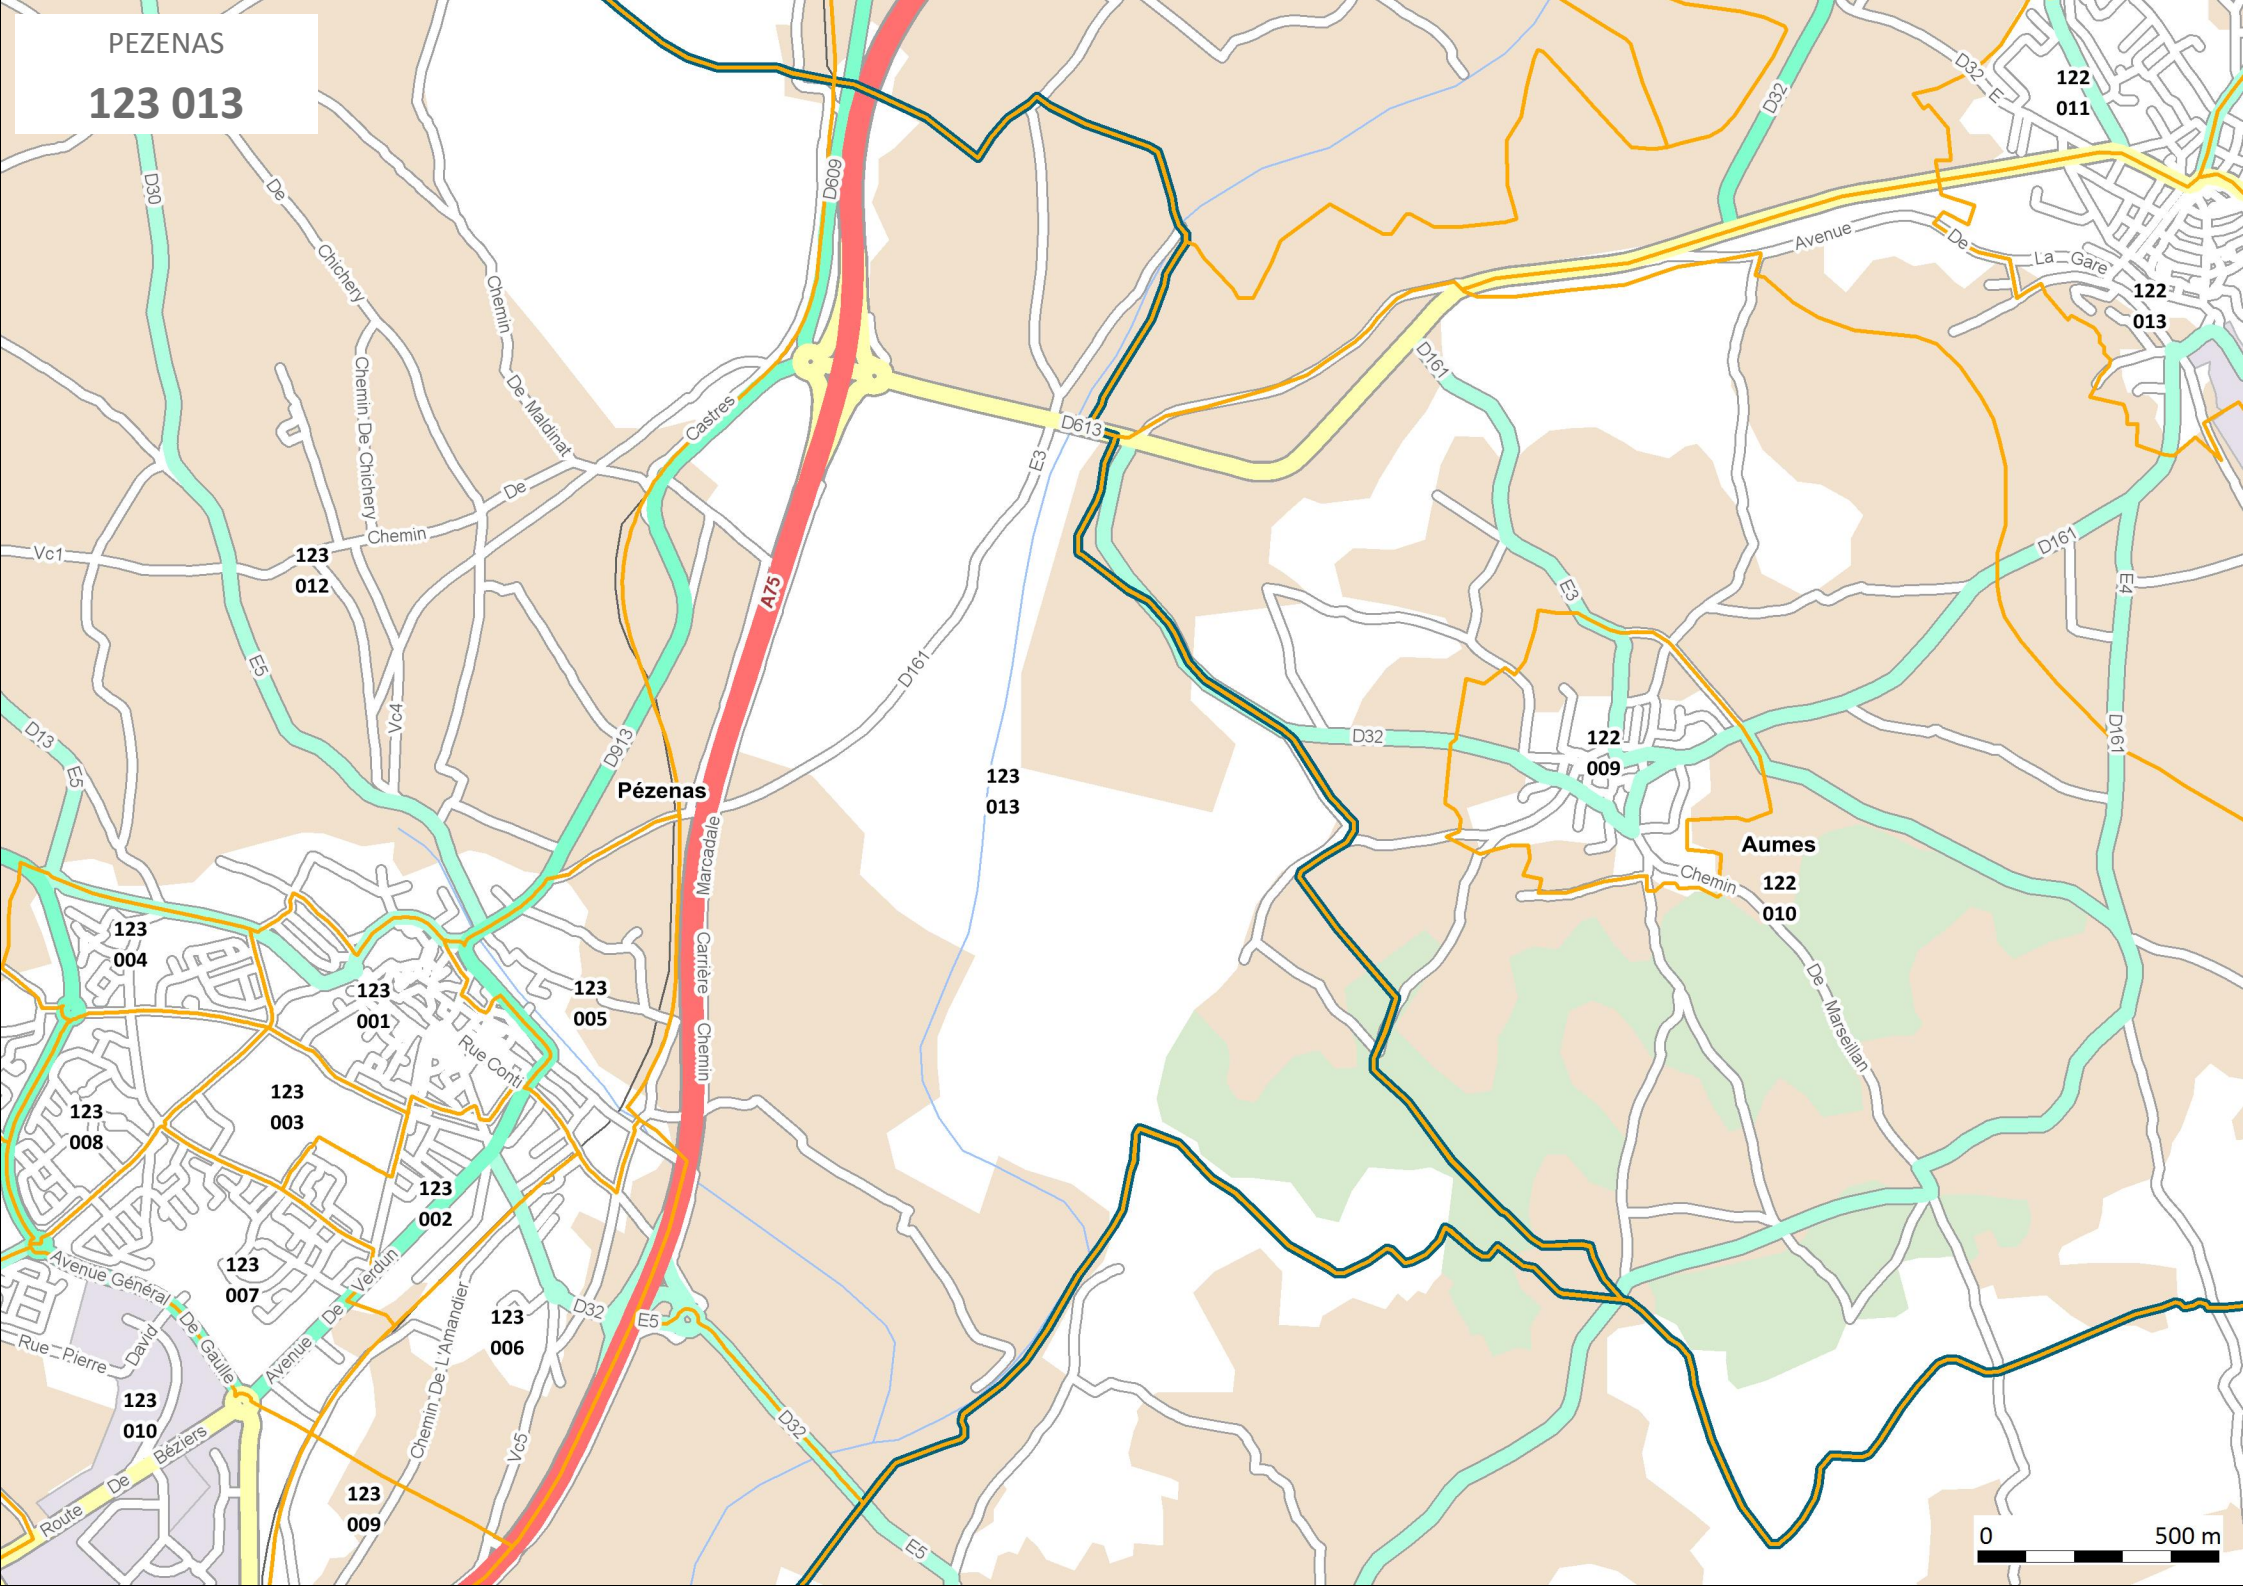 PEZENAS
123 013
D30
De
Chichery
Chemin
De Maldinat
Chemin De Chichery
Castres
De
Chemin
Vc1
123
012
E5
Vc4
D13
E5
D913
Pézenas
D609
A75
D613
E3
D161
123
013
D32
D32 E
122
011
Avenue
De
La Gare
122
013
D161
E3
D161
E4
D161
D32
122
009
Aumes
122
010
Chemin
De Marseillan
Marcadale
Carrière
Chemin
123
004
123
001
123
005
Rue Conti
123
003
123
008
123
002
123
007
Avenue Général
De Gaulle
Avenue De Verdun
David
Rue Pierre
123
010
Route De Béziers
123
009
Chemin De L'Amandier
Vc5
123
006
D32
E5
D32
E5
0 500 m